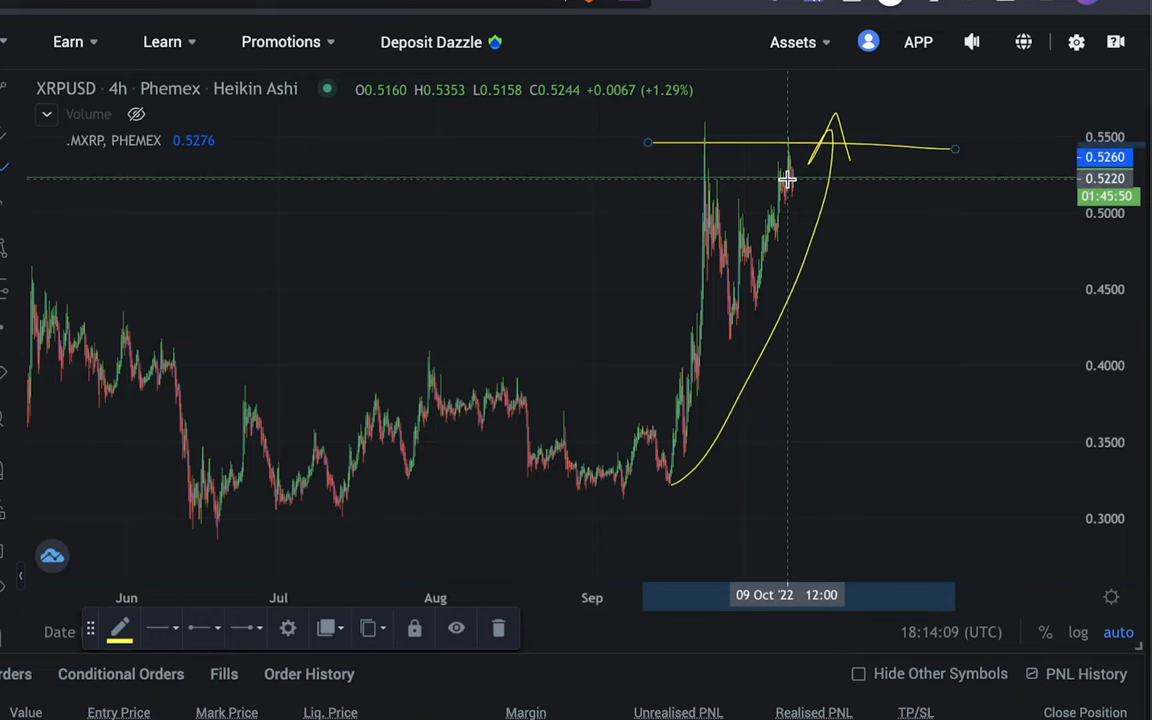 Earn Learn Promotions Deposit Dazzle Assets APP
XRPUSD · 4h · Phemex · Heikin Ashi O0.5160 H0.5353 L0.5158 C0.5244 +0.0067 (+1.29%)
Volume
.MXRP, PHEMEX 0.5276
0.5500
0.5260
0.5220
01:45:50
0.5000
0.4500
0.4000
0.3500
0.3000
Jun Jul Aug Sep 09 Oct '22 12:00
Date 18:14:09 (UTC) % log auto
rders Conditional Orders Fills Order History Hide Other Symbols PNL History
Value Entry Price Mark Price Liq. Price Margin Unrealised PNL Realised PNL TP/SL Close Position